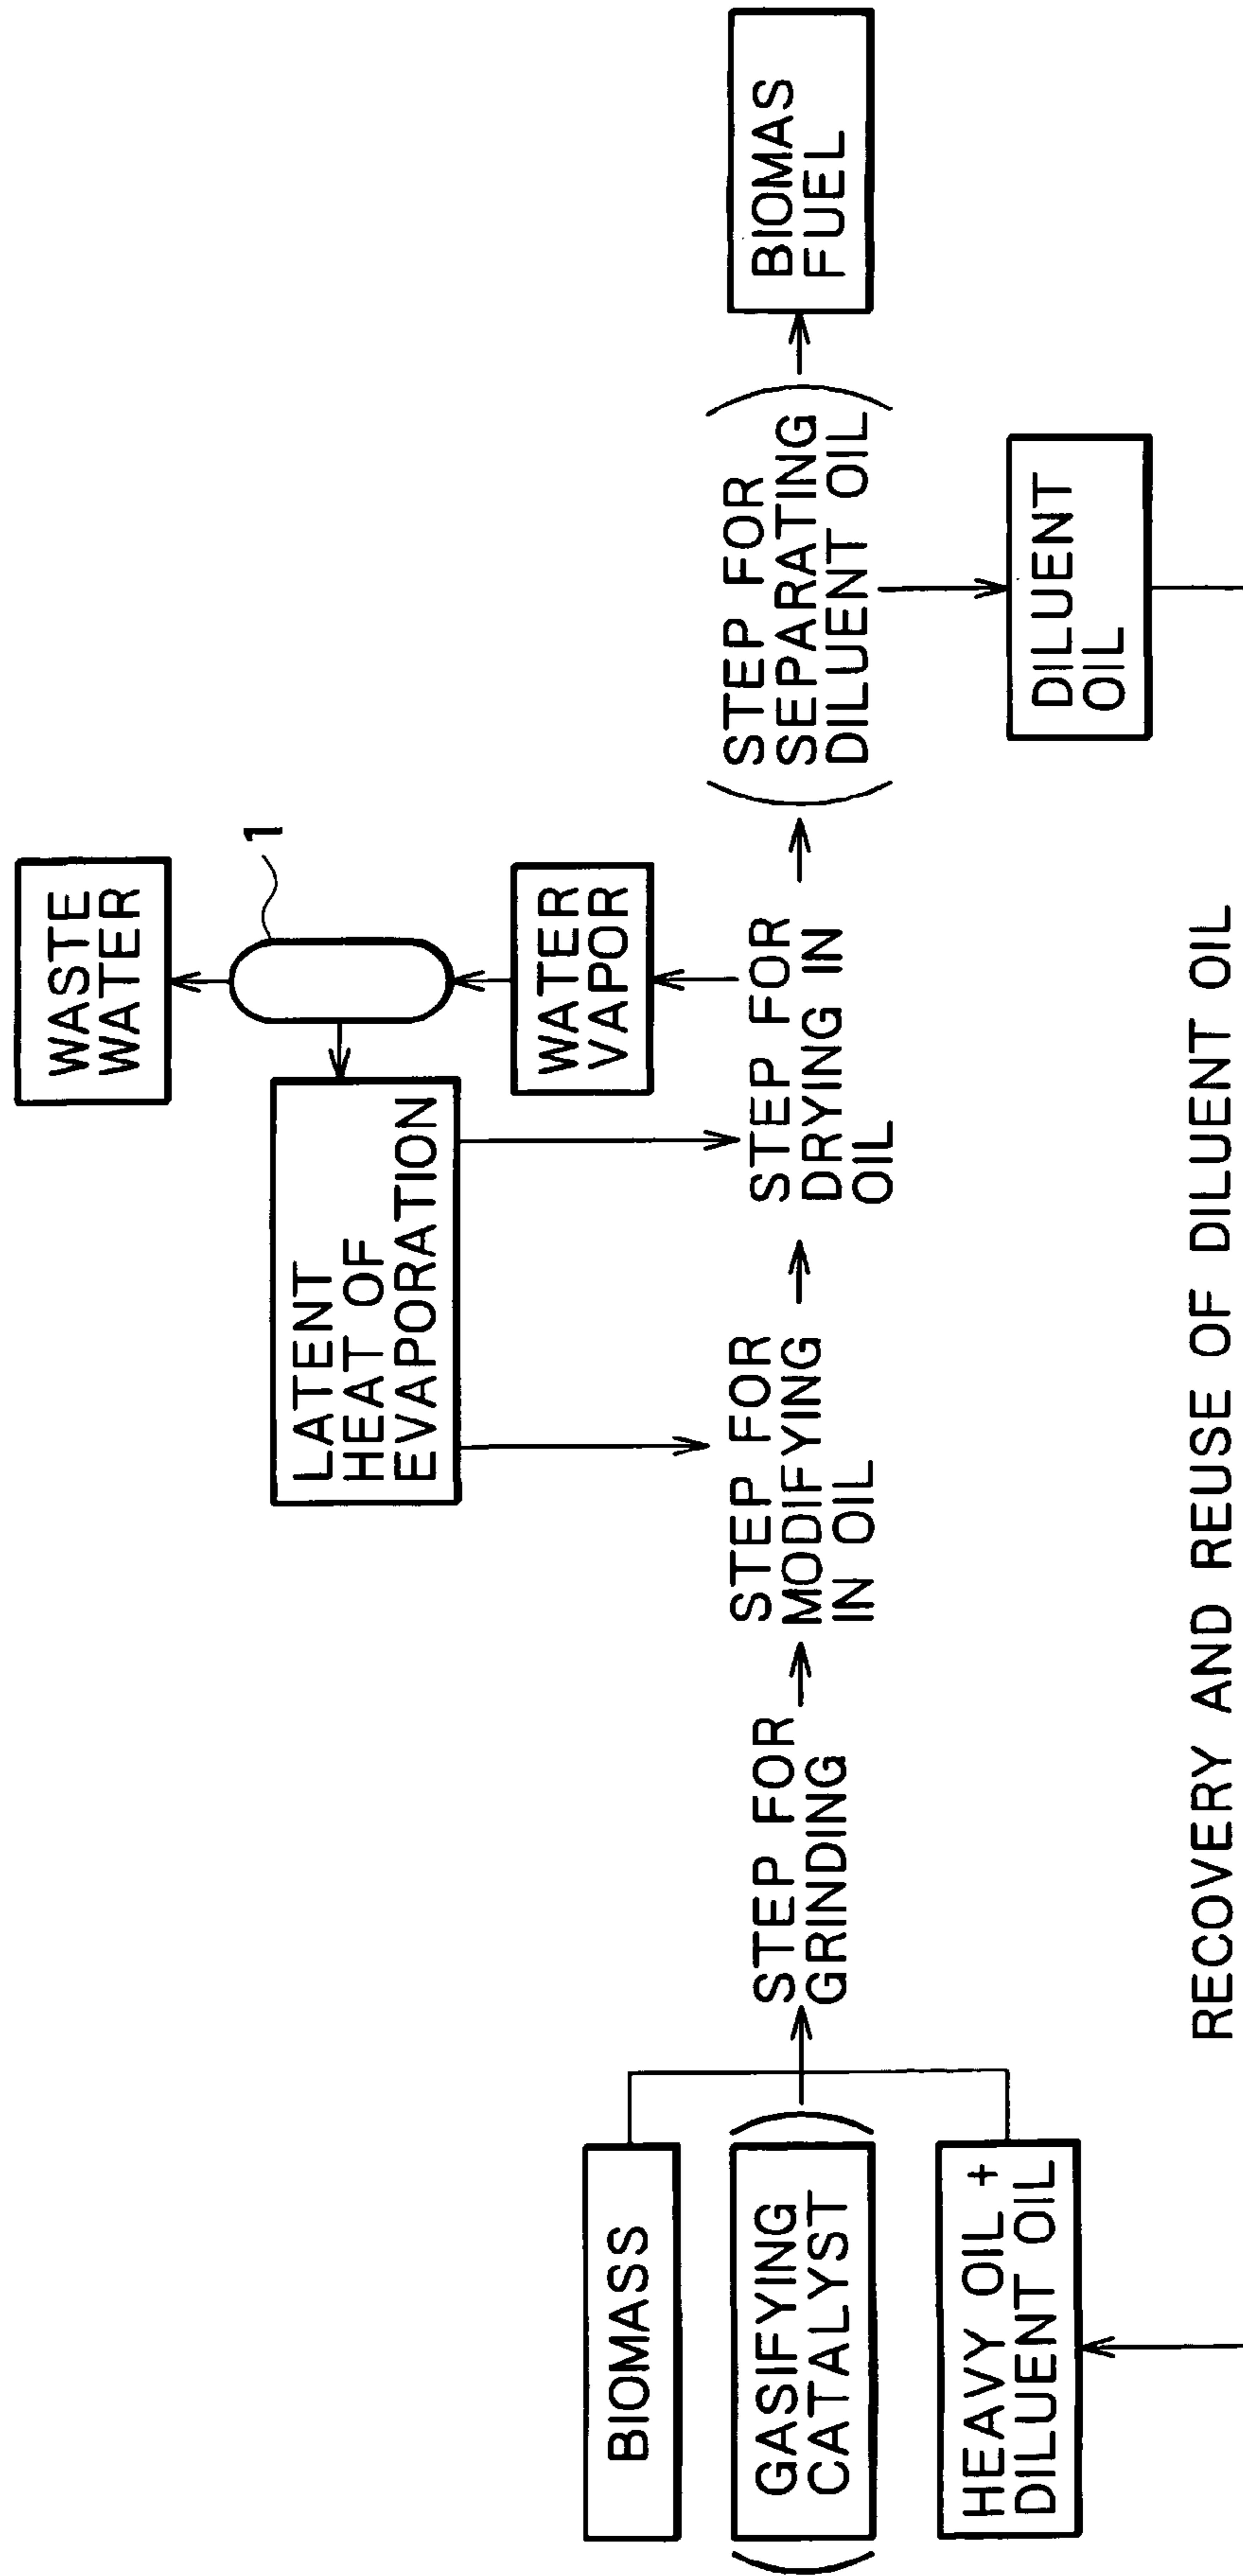 BIOMASS
GASIFYING
CATALYST
HEAVY OIL +
DILUENT OIL
STEP FOR
GRINDING
STEP FOR
MODIFYING
IN OIL
LATENT
HEAT OF
EVAPORATION
STEP FOR
DRYING IN
OIL
WATER
VAPOR
1
WASTE
WATER
STEP FOR
SEPARATING
DILUENT OIL
DILUENT
OIL
BIOMAS
FUEL
RECOVERY AND REUSE OF DILUENT OIL